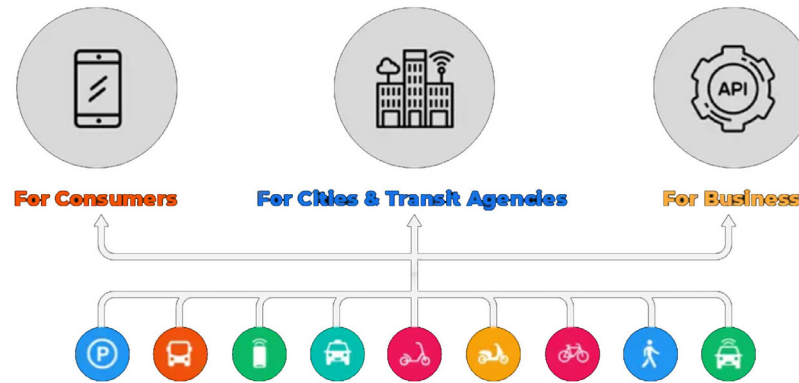 API
For Consumers
For Cities & Transit Agencies
For Business
P